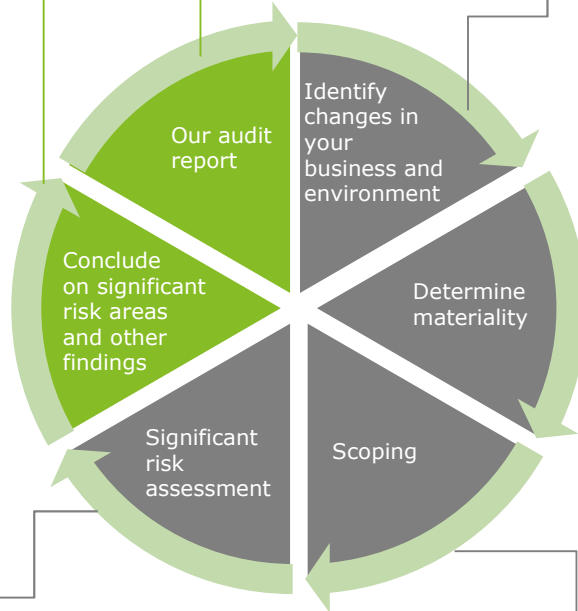 Identify
changes in
your
business and
environment
Determine
materiality
Scoping
Significant
risk
assessment
Conclude
on significant
risk areas
and other
findings
Our audit
report